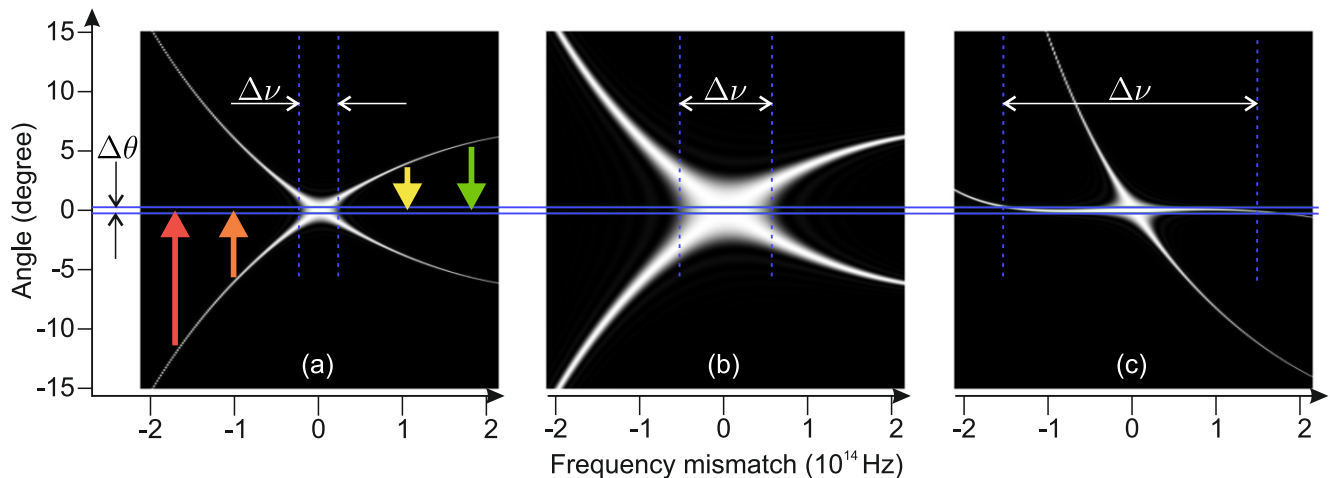 15
10
5
0
-5
-10
-15
Angle (degree)
Δθ
Δν
Δν
Δν
(a)
(b)
(c)
-2 -1 0 1 2
-2 -1 0 1 2
-2 -1 0 1 2
Frequency mismatch (10¹⁴ Hz)